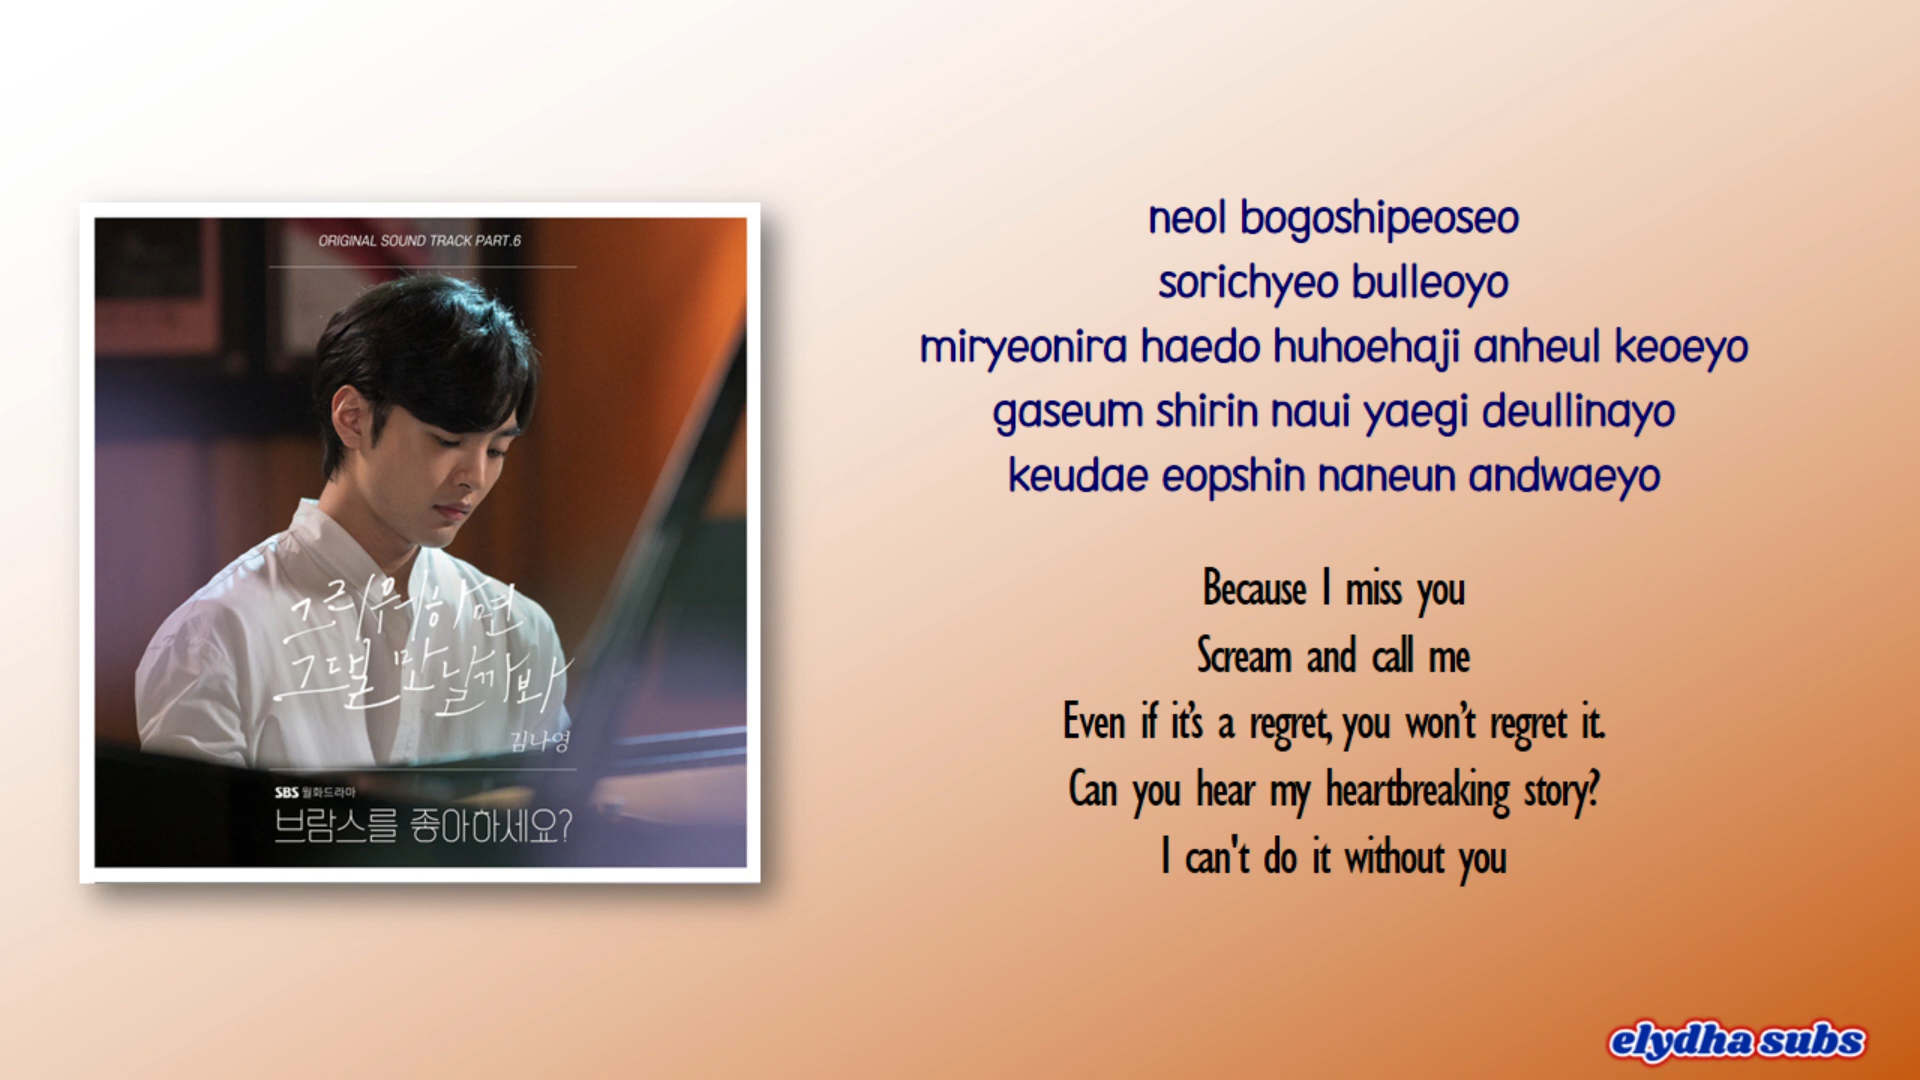 ORIGINAL SOUND TRACK PART.6
그리워하면
그댈 만날까봐
김나영
SBS 월화드라마
브람스를 좋아하세요?
neol bogoshipeoseo
sorichyeo bulleoyo
miryeonira haedo huhoehaji anheul keoeyo
gaseum shirin naui yaegi deullinayo
keudae eopshin naneun andwaeyo
Because I miss you
Scream and call me
Even if it’s a regret, you won’t regret it.
Can you hear my heartbreaking story?
I can't do it without you
elydha subs